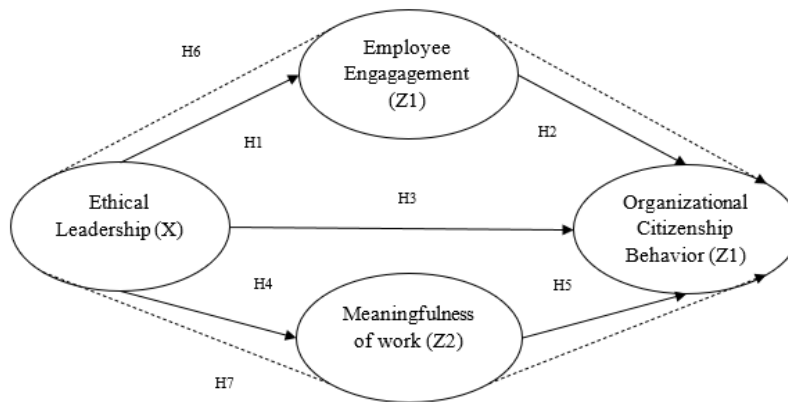 H6
Employee
Engagagement
(Z1)
H1
H2
Ethical
Leadership (X)
H3
Organizational
Citizenship
Behavior (Z1)
H4
H5
Meaningfulness
of work (Z2)
H7